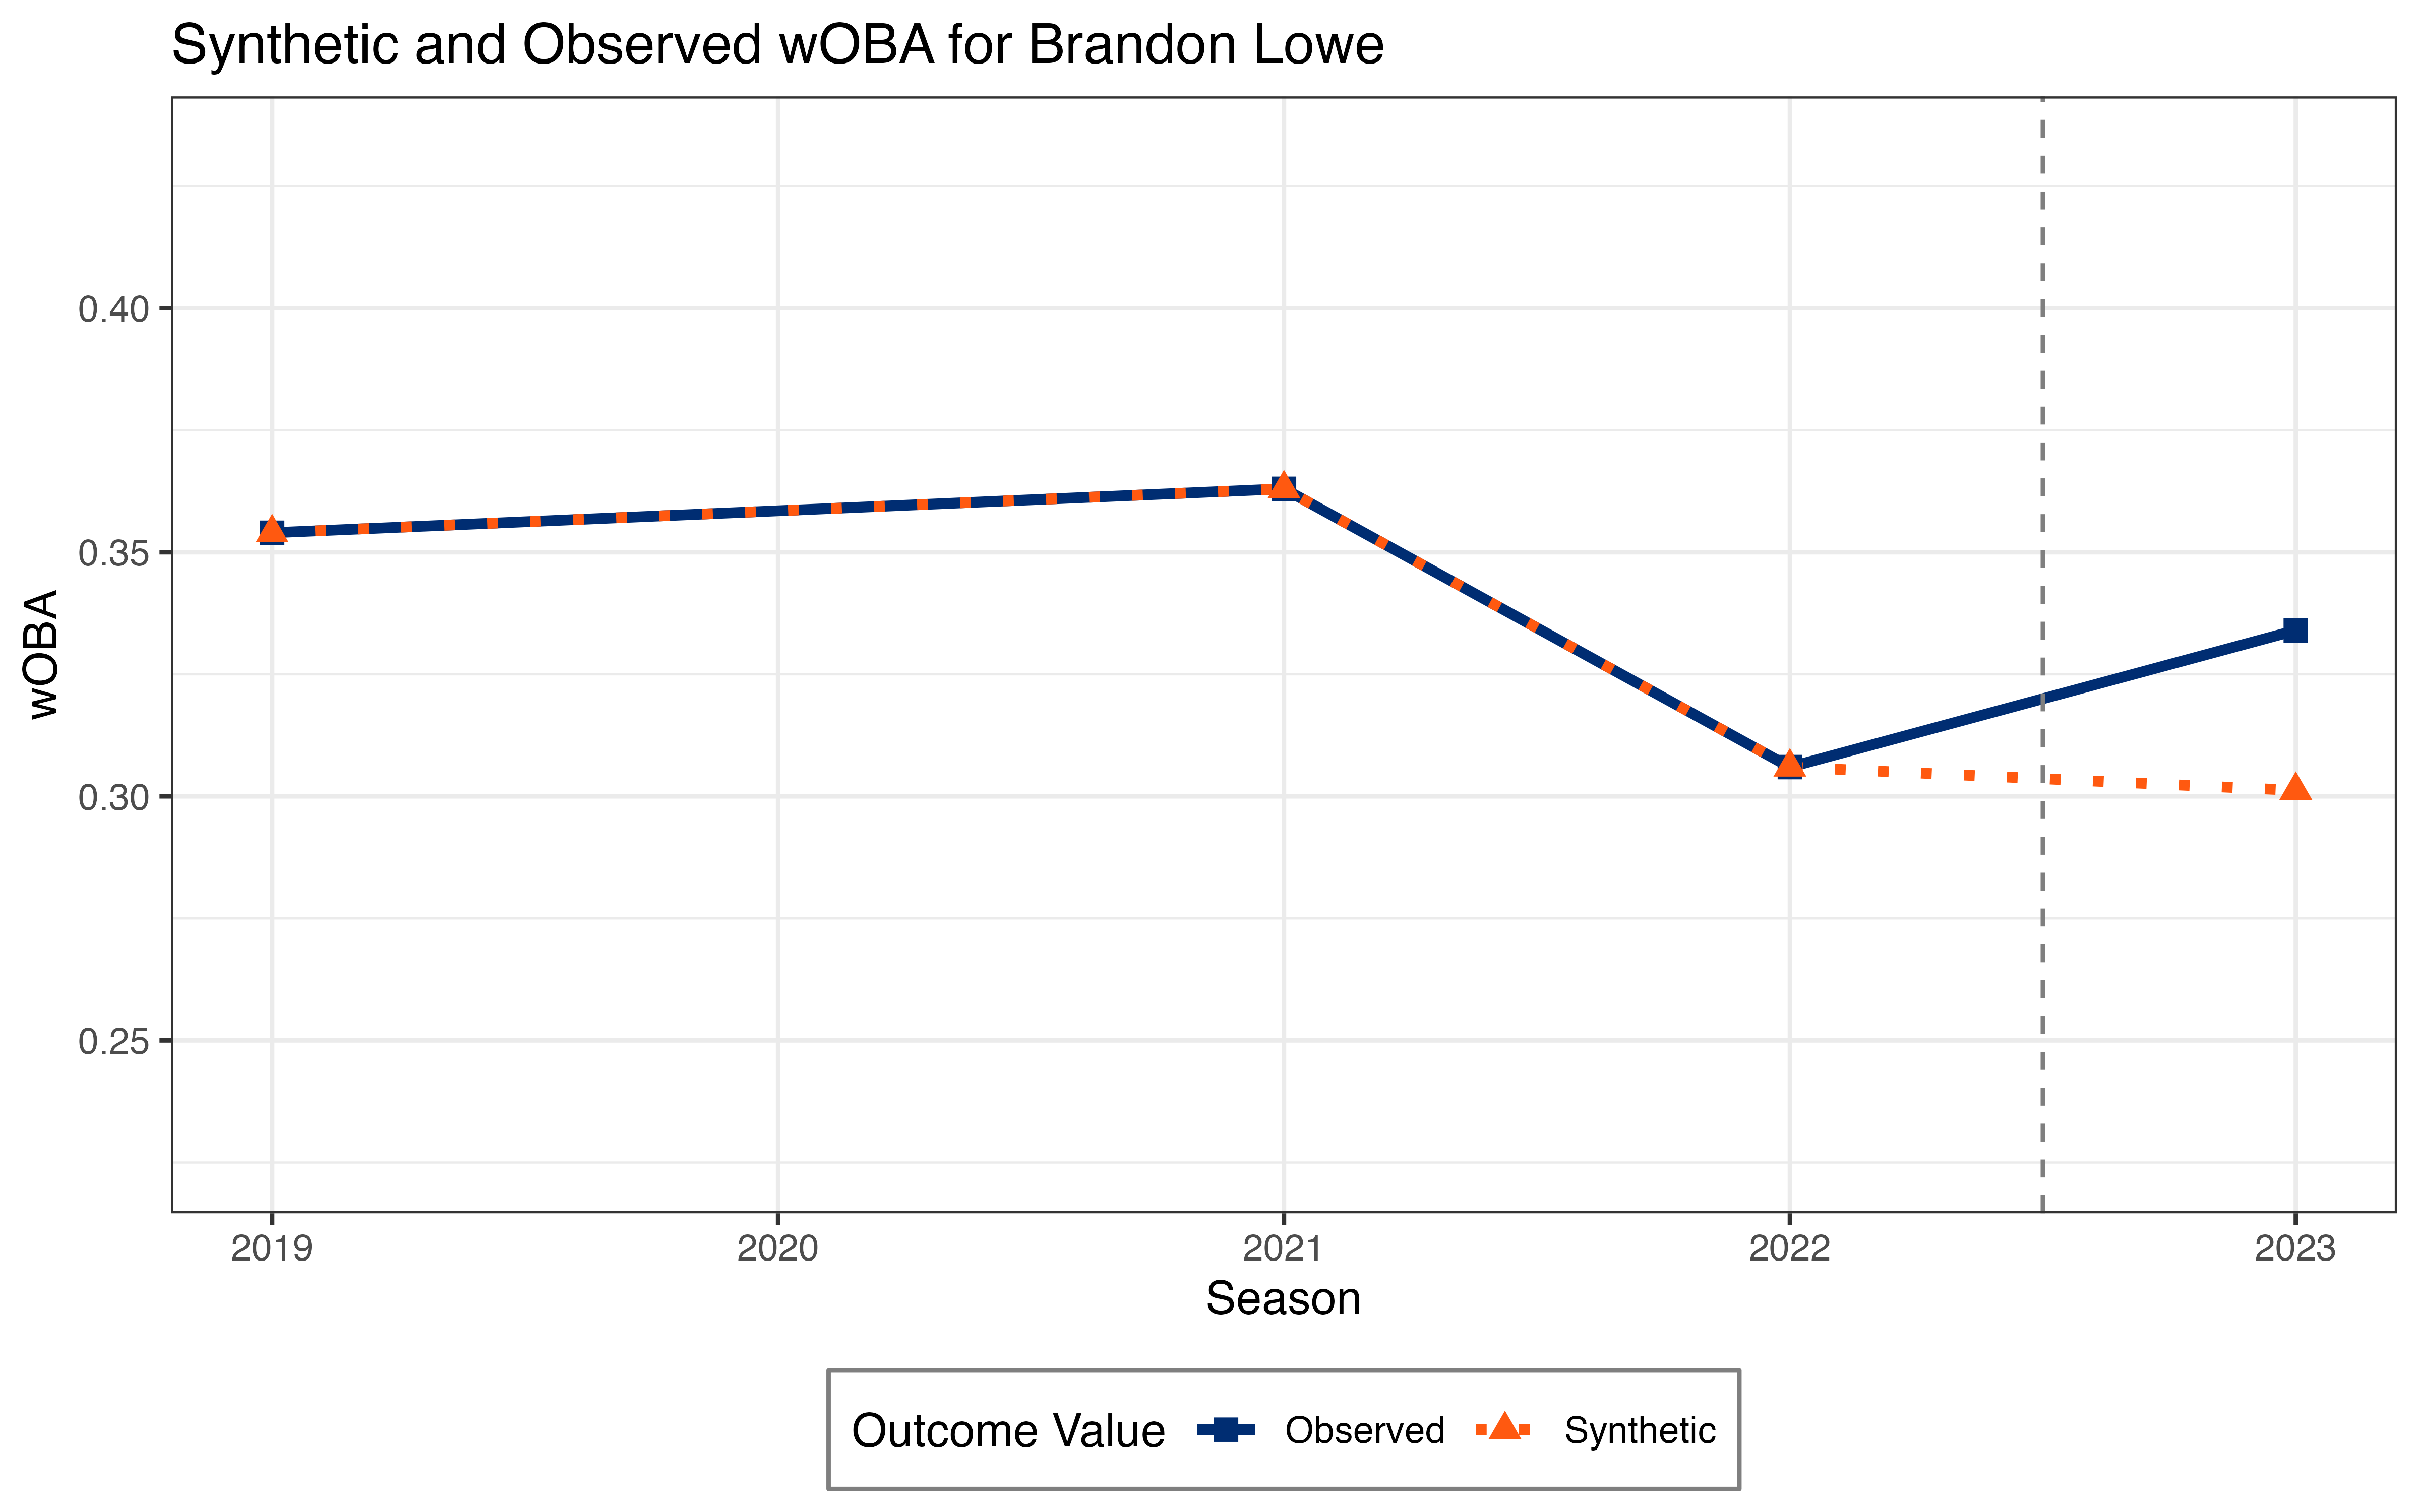 Synthetic and Observed wOBA for Brandon Lowe
wOBA
0.40
0.35
0.30
0.25
2019 2020 2021 2022 2023
Season
Outcome Value Observed Synthetic